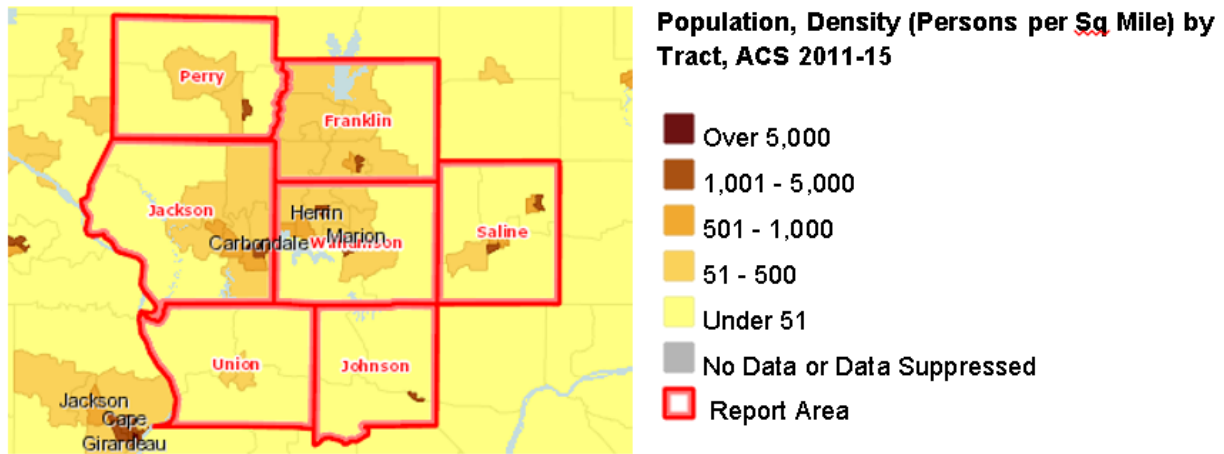 Population, Density (Persons per Sq Mile) by
Tract, ACS 2011-15
Over 5,000
1,001 - 5,000
501 - 1,000
51 - 500
Under 51
No Data or Data Suppressed
Report Area
Perry
Franklin
Jackson
Herrin
Saline
Carbondale
Williamson
Marion
Union
Johnson
Jackson
Cape
Girardeau